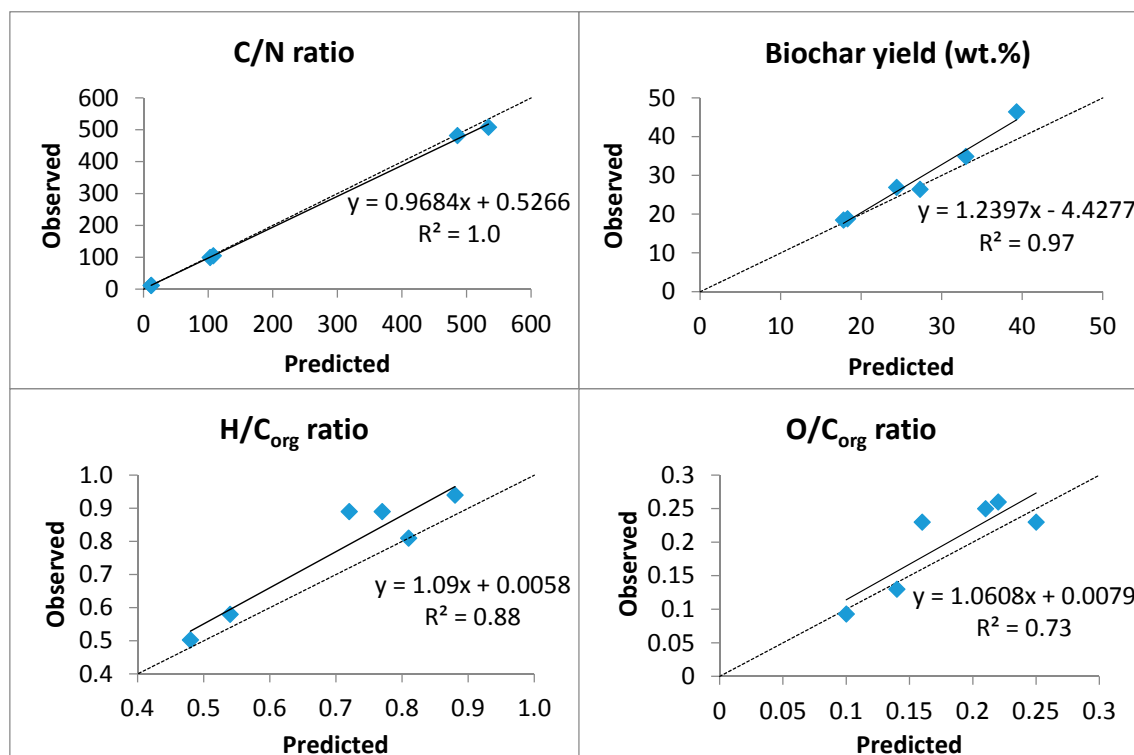 C/N ratio
600
500
400
300
200
100
0
Observed
y = 0.9684x + 0.5266
R² = 1.0
0 100 200 300 400 500 600
Predicted
Biochar yield (wt.%)
50
40
30
20
10
0
Observed
y = 1.2397x - 4.4277
R² = 0.97
0 10 20 30 40 50
Predicted
H/Corg ratio
1.0
0.9
0.8
0.7
0.6
0.5
0.4
Observed
y = 1.09x + 0.0058
R² = 0.88
0.4 0.5 0.6 0.7 0.8 0.9 1.0
Predicted
O/Corg ratio
0.3
0.25
0.2
0.15
0.1
0.05
0
Observed
y = 1.0608x + 0.0079
R² = 0.73
0 0.05 0.1 0.15 0.2 0.25 0.3
Predicted